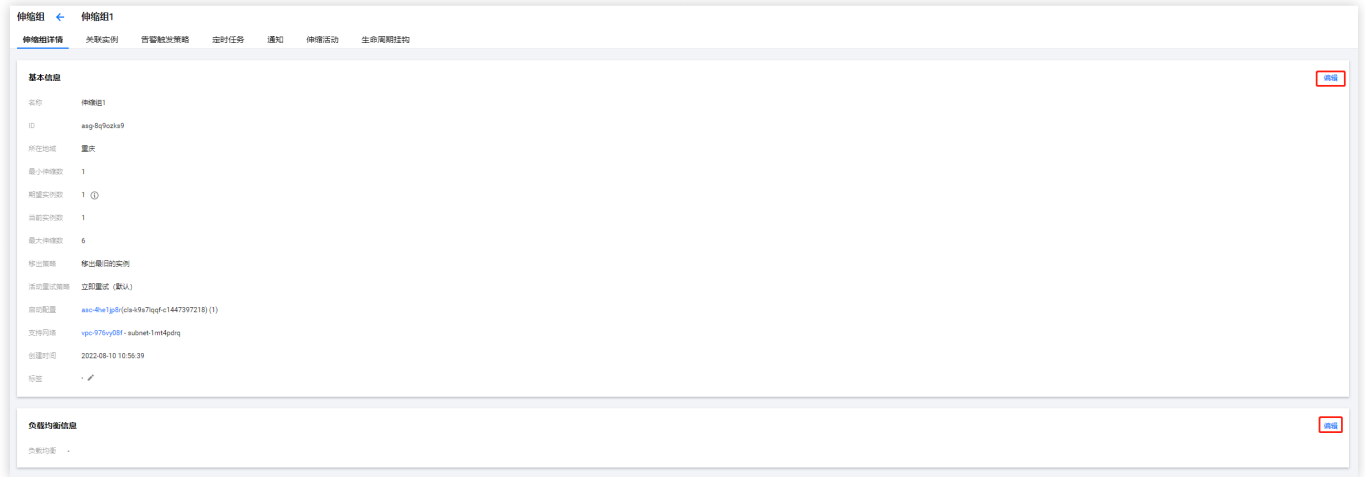 伸缩组 ← 伸缩组1
伸缩组详情 关联实例 告警触发策略 定时任务 通知 伸缩活动 生命周期挂钩
基本信息 编辑
名称 伸缩组1
ID asg-8q9ozks9
所在地域 重庆
最小伸缩数 1
期望实例数 1
当前实例数 1
最大伸缩数 6
移出策略 移出最旧的实例
活动重试策略 立即重试（默认）
启动配置 asc-4he1jp8r(cls-k9s7lqqf-c1447397218) (1)
支持网络 vpc-976vy08f - subnet-1mt4pdrq
创建时间 2022-08-10 10:56:39
标签 -
负载均衡信息 编辑
负载均衡 -